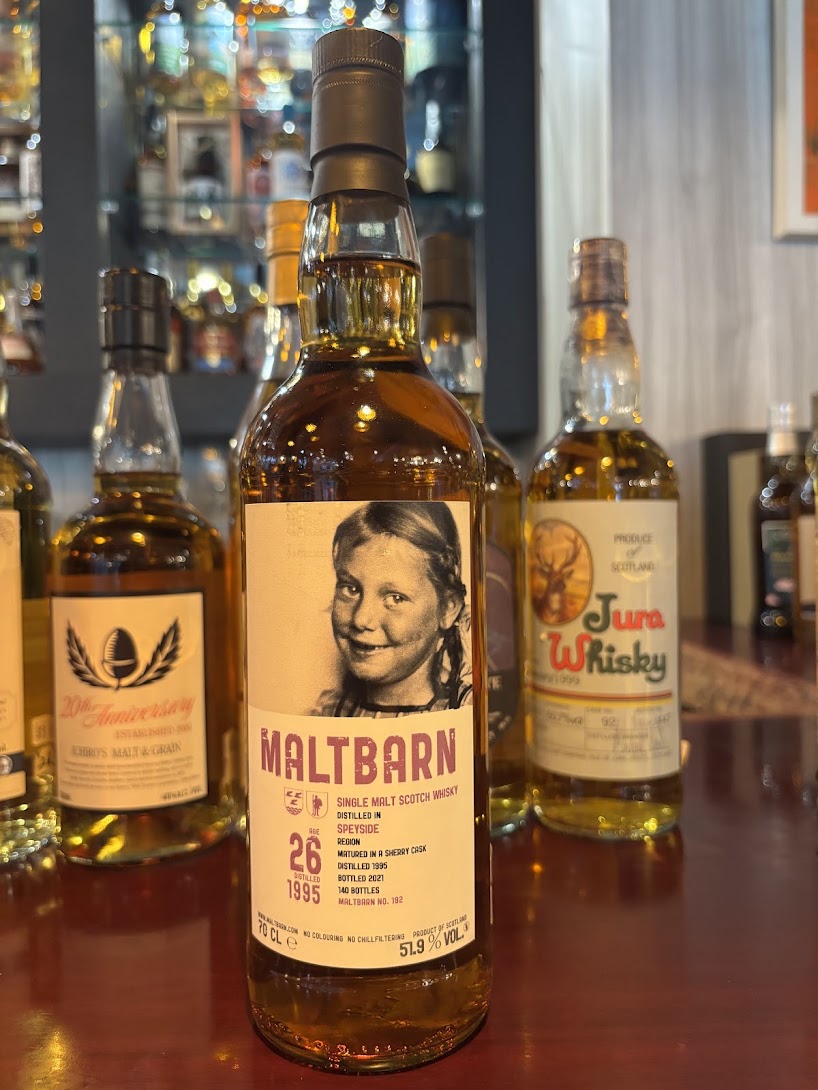 MALTBARN
SINGLE MALT SCOTCH WHISKY
DISTILLED IN
SPEYSIDE
REGION
MATURED IN A SHERRY CASK
DISTILLED 1995
BOTTLED 2021
140 BOTTLES
MALTBARN NO. 192
AGE
26
DISTILLED
1995
WWW.MALTBARN.COM
70 CL e
NO COLOURING NO CHILLFILTERING
PRODUCT OF SCOTLAND
51.9 % VOL.
20th Anniversary
ICHIRO'S MALT & GRAIN
PRODUCE
of
SCOTLAND
Jura
Whisky